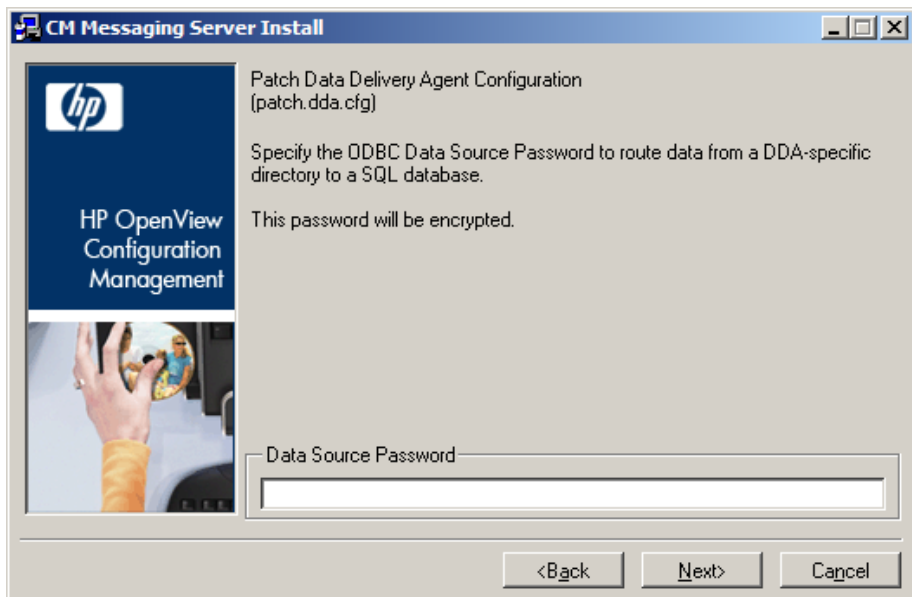 CM Messaging Server Install
hp
HP OpenView
Configuration
Management
Patch Data Delivery Agent Configuration
(patch.dda.cfg)
Specify the ODBC Data Source Password to route data from a DDA-specific
directory to a SQL database.
This password will be encrypted.
Data Source Password
<Back
Next>
Cancel